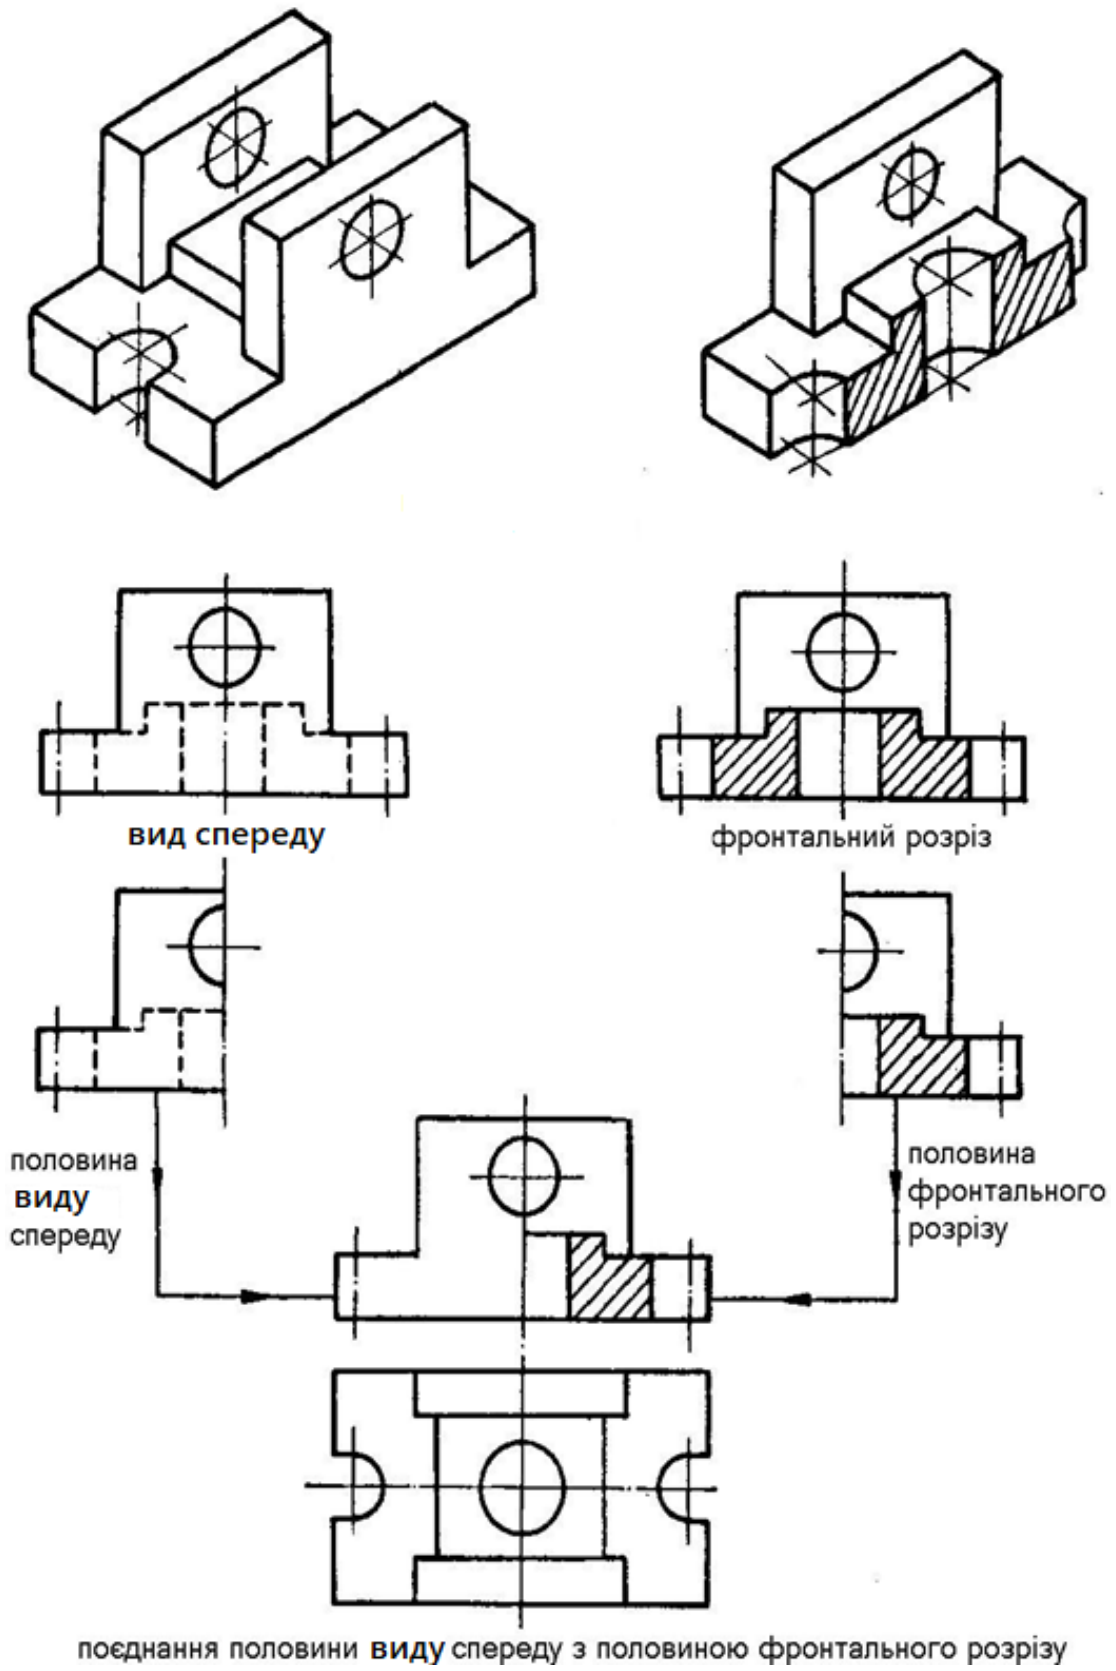 вид спереду
фронтальний розріз
половина
виду
спереду
половина
фронтального
розрізу
поєднання половини виду спереду з половиною фронтального розрізу